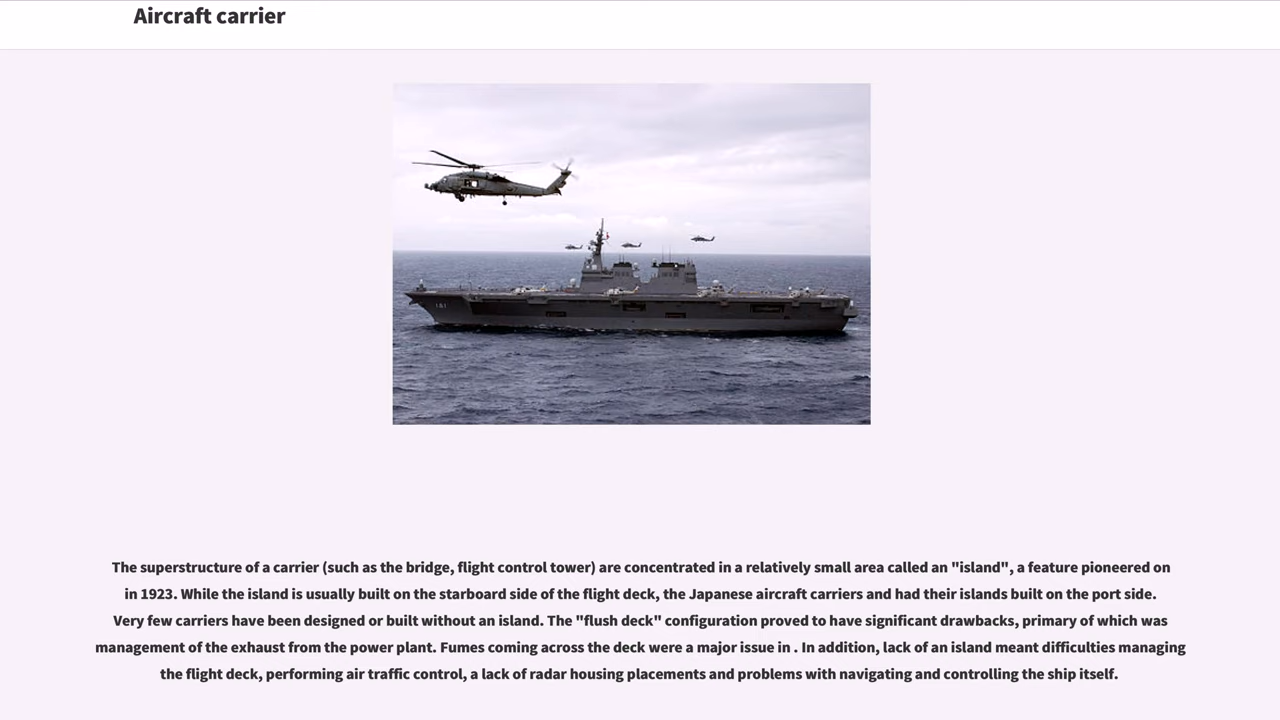 Aircraft carrier
181
The superstructure of a carrier (such as the bridge, flight control tower) are concentrated in a relatively small area called an "island", a feature pioneered on
in 1923. While the island is usually built on the starboard side of the flight deck, the Japanese aircraft carriers and had their islands built on the port side.
Very few carriers have been designed or built without an island. The "flush deck" configuration proved to have significant drawbacks, primary of which was
management of the exhaust from the power plant. Fumes coming across the deck were a major issue in . In addition, lack of an island meant difficulties managing
the flight deck, performing air traffic control, a lack of radar housing placements and problems with navigating and controlling the ship itself.